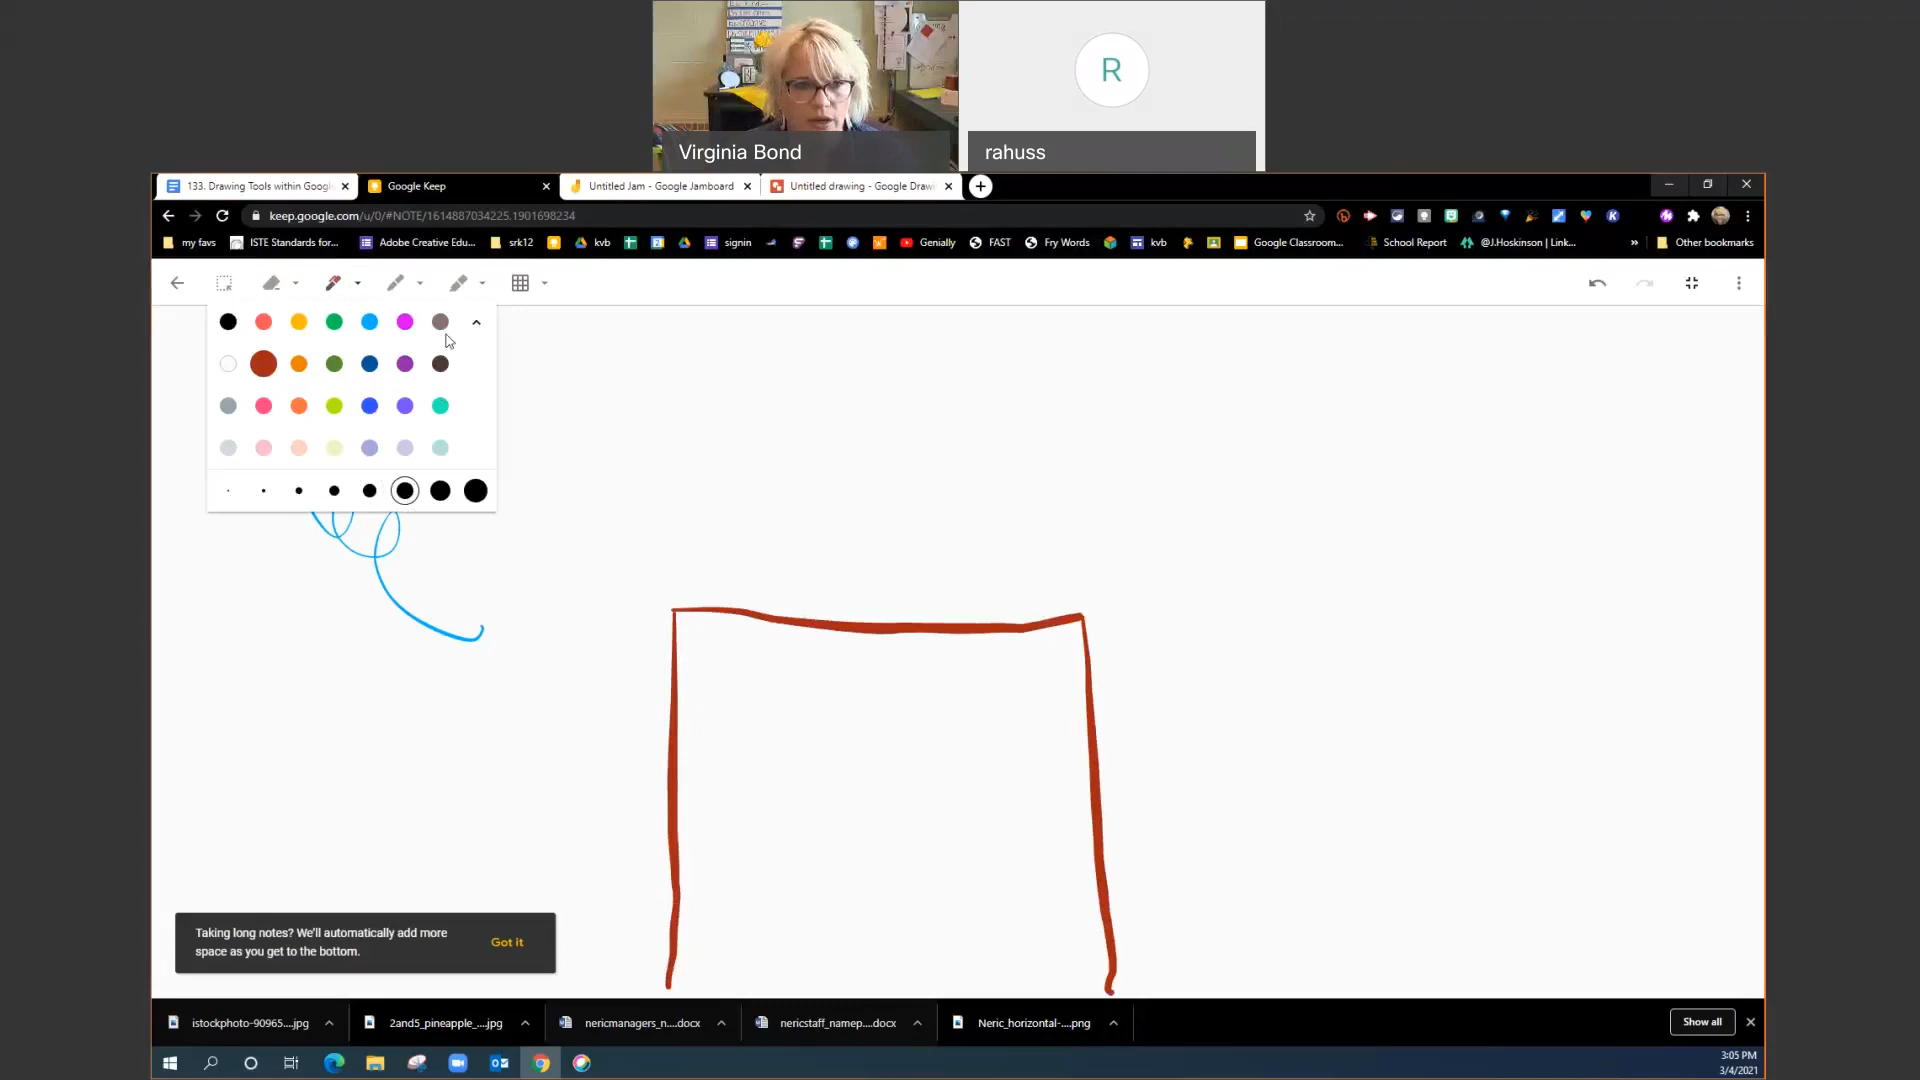 R
Virginia Bond
rahuss
133. Drawing Tools within Googl
Google Keep
Untitled Jam - Google Jamboard
Untitled drawing - Google Drawi
keep.google.com/u/0/#NOTE/1614887034225.1901698234
my favs
ISTE Standards for...
Adobe Creative Edu...
srk12
kvb
signin
Genially
FAST
Fry Words
kvb
Google Classroom...
School Report
@J.Hoskinson | Link...
Other bookmarks
Taking long notes? We'll automatically add more
space as you get to the bottom.
Got it
istockphoto-90965....jpg
2and5_pineapple_....jpg
nericmanagers_n....docx
nericstaff_namep....docx
Neric_horizontal-....png
Show all
3:05 PM
3/4/2021